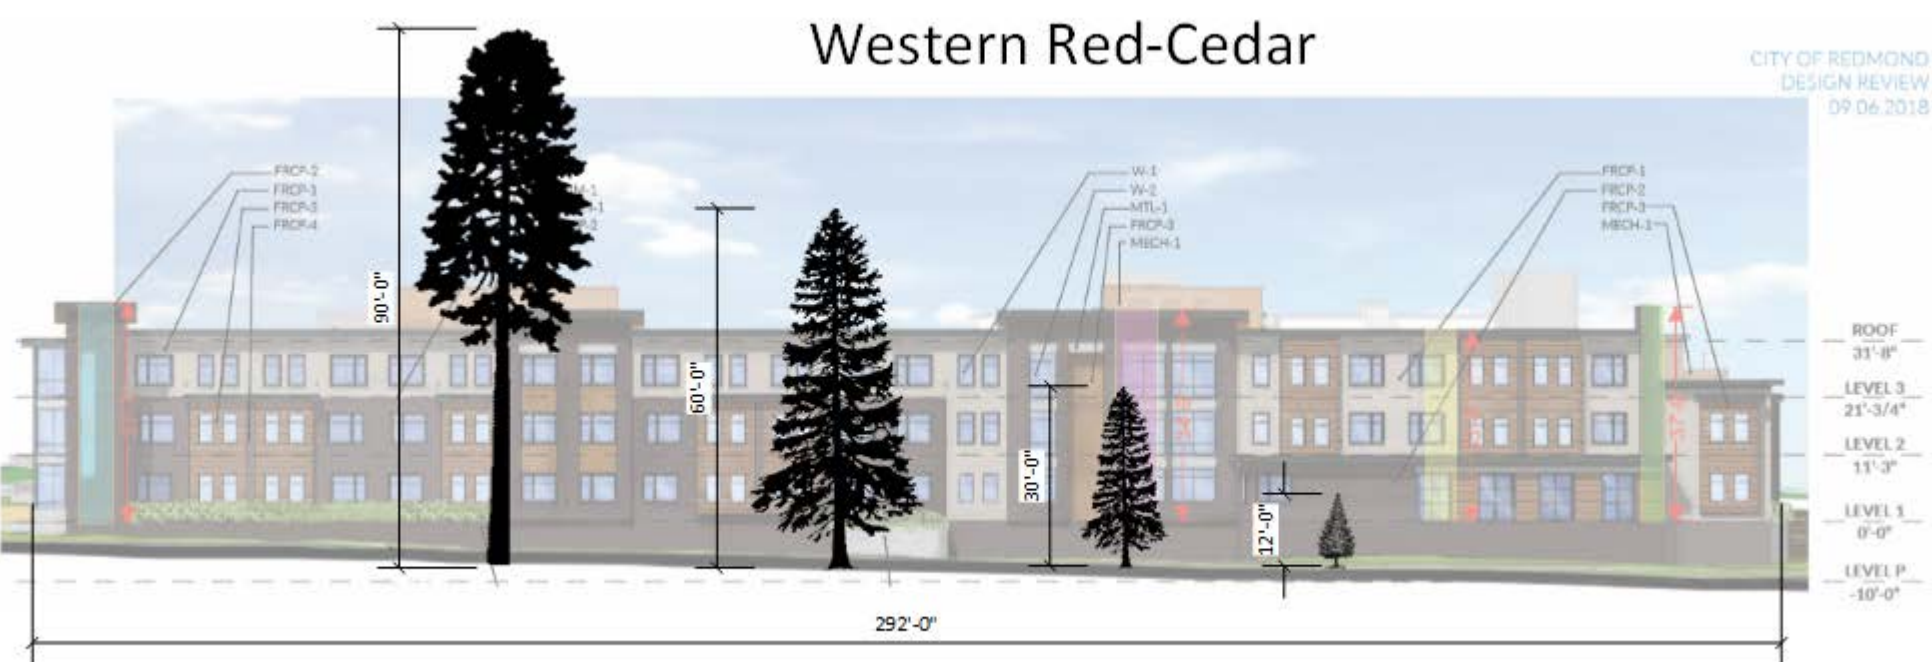 Western Red-Cedar
CITY OF REDMOND
DESIGN REVIEW
09.06.2018
FRCP-2
FRCP-1
FRCP-3
FRCP-4
W-1
W-2
MTL-1
FRCP-3
MECH-1
FRCP-1
FRCP-2
FRCP-3
MECH-1
90'-0"
60'-0"
30'-0"
12'-0"
ROOF
31'-8"
LEVEL 3
21'-3/4"
LEVEL 2
11'-3"
LEVEL 1
0'-0"
LEVEL P
-10'-0"
292'-0"